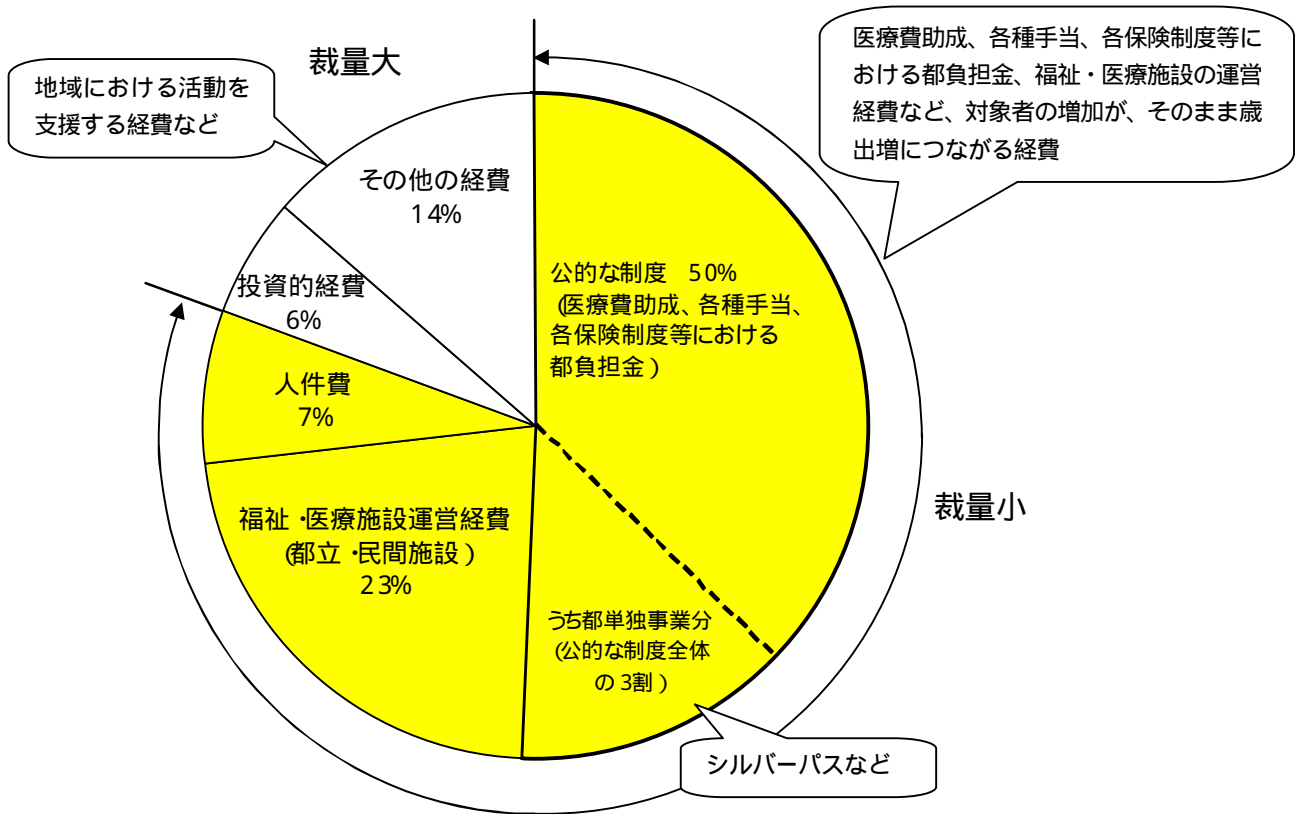 裁量大
地域における活動を
支援する経費など
医療費助成、各種手当、各保険制度等に
おける都負担金、福祉・医療施設の運営
経費など、対象者の増加が、そのまま歳
出増につながる経費
その他の経費
14%
投資的経費
6%
公的な制度 50%
(医療費助成、各種手当、
各保険制度等における
都負担金)
人件費
7%
裁量小
福祉・医療施設運営経費
(都立・民間施設)
23%
うち都単独事業分
(公的な制度全体
の3割)
シルバーパスなど